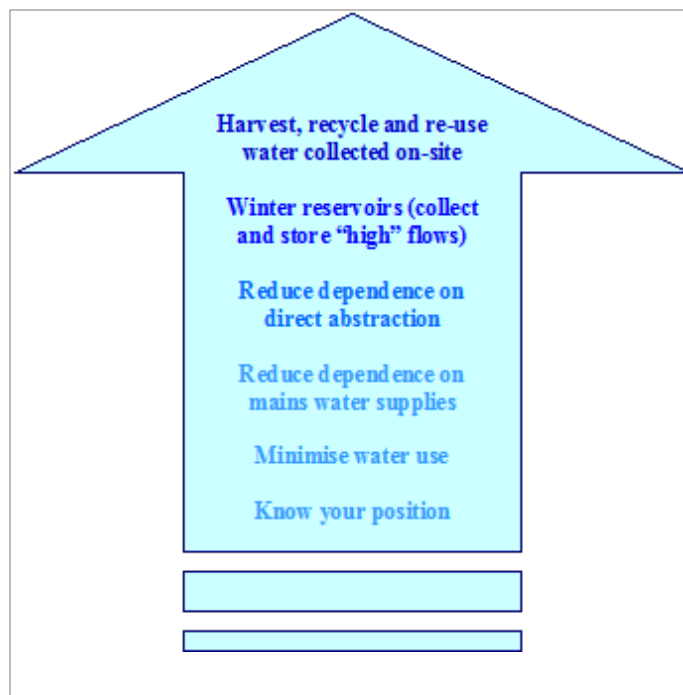 Harvest, recycle and re-use
water collected on-site
Winter reservoirs (collect
and store “high” flows)
Reduce dependence on
direct abstraction
Reduce dependence on
mains water supplies
Minimise water use
Know your position